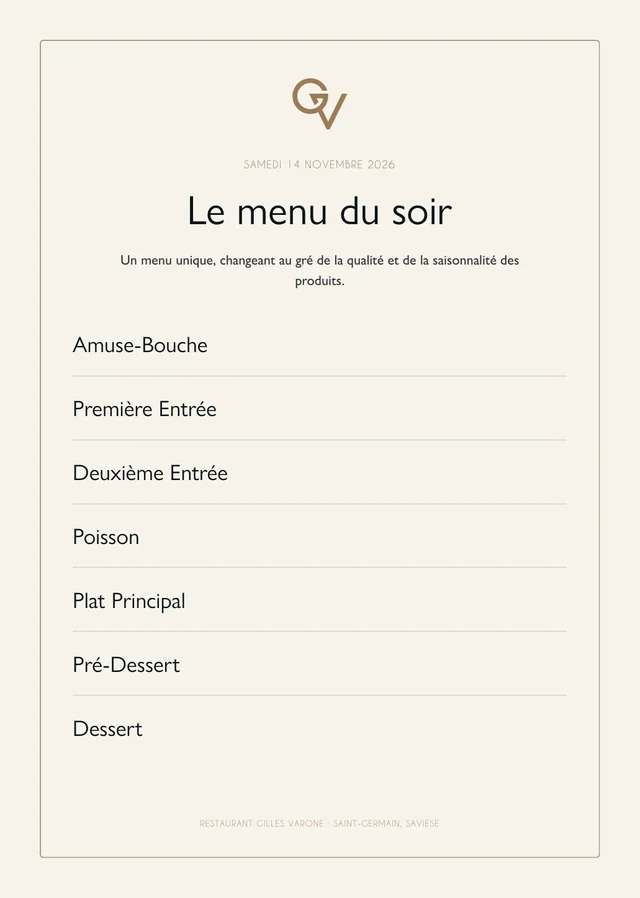 GV
SAMEDI 14 NOVEMBRE 2026
Le menu du soir
Un menu unique, changeant au gré de la qualité et de la saisonnalité des
produits.
Amuse-Bouche
Première Entrée
Deuxième Entrée
Poisson
Plat Principal
Pré-Dessert
Dessert
RESTAURANT GILLES VARONE · SAINT-GERMAIN, SAVIÈSE